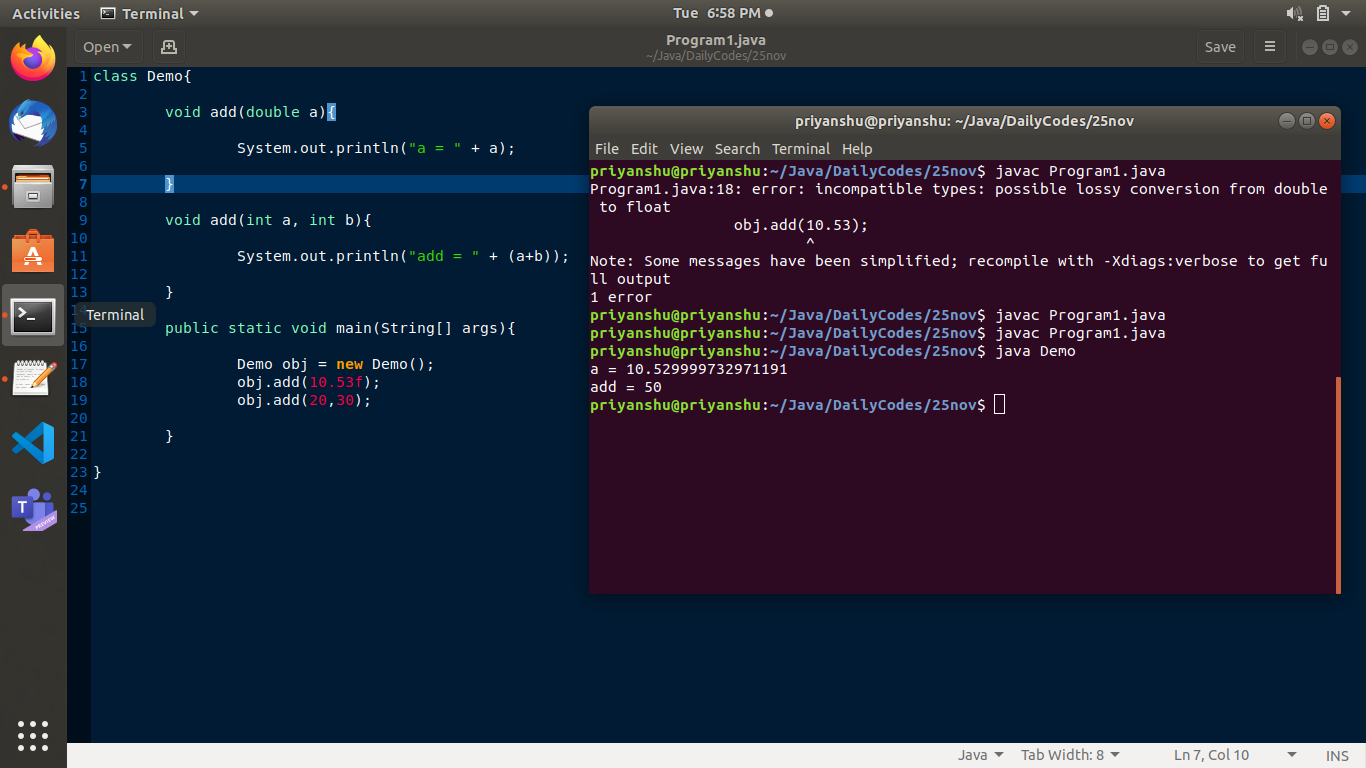 Activities Terminal Tue 6:58 PM
Open Program1.java Save
~/Java/DailyCodes/25nov
1 class Demo{
2
3 void add(double a){
4
5 System.out.println("a = " + a);
6
7 }
8
9 void add(int a, int b){
10
11 System.out.println("add = " + (a+b));
12
13 }
14
Terminal
15 public static void main(String[] args){
16
17 Demo obj = new Demo();
18 obj.add(10.53f);
19 obj.add(20,30);
20
21 }
22
23 }
24
25
priyanshu@priyanshu: ~/Java/DailyCodes/25nov
File Edit View Search Terminal Help
priyanshu@priyanshu:~/Java/DailyCodes/25nov$ javac Program1.java
Program1.java:18: error: incompatible types: possible lossy conversion from double
 to float
obj.add(10.53);
^
Note: Some messages have been simplified; recompile with -Xdiags:verbose to get fu
ll output
1 error
priyanshu@priyanshu:~/Java/DailyCodes/25nov$ javac Program1.java
priyanshu@priyanshu:~/Java/DailyCodes/25nov$ javac Program1.java
priyanshu@priyanshu:~/Java/DailyCodes/25nov$ java Demo
a = 10.529999732971191
add = 50
priyanshu@priyanshu:~/Java/DailyCodes/25nov$
T
PREVIEW
Java Tab Width: 8 Ln 7, Col 10 INS